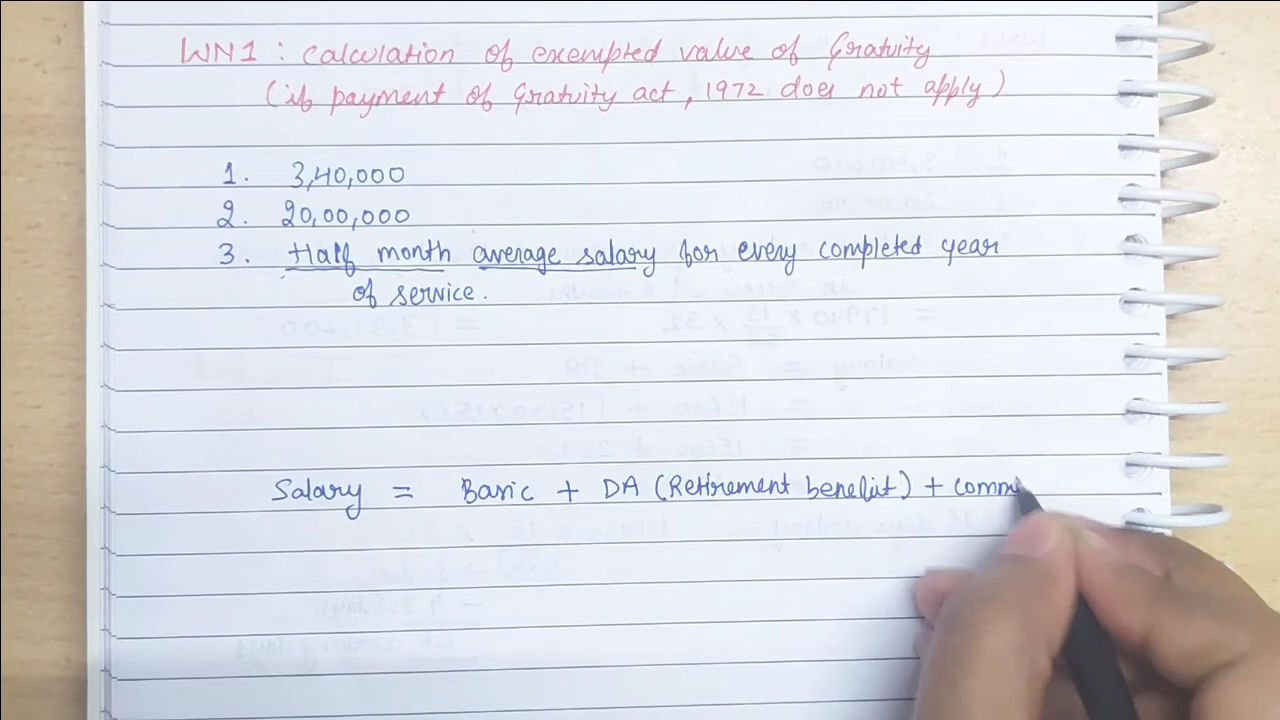 WN1 : Calculation of exempted value of Gratuity
(if payment of Gratuity act, 1972 does not apply)
1. 3,40,000
2. 20,00,000
3. Half month average salary for every completed year
of service.
Salary = Basic + DA (Retirement benefit) + comm